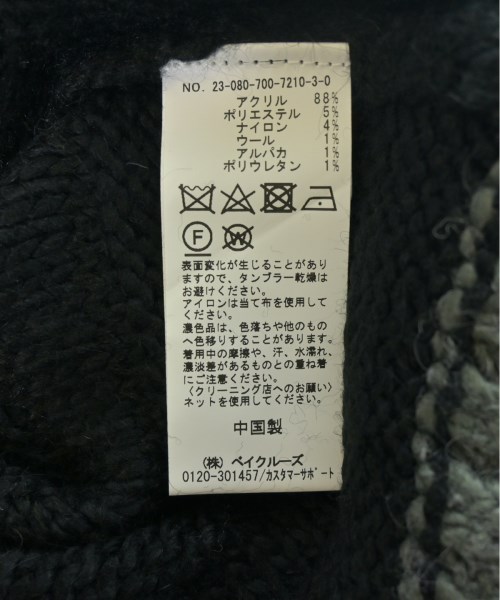 NO. 23-080-700-7210-3-0
アクリル 88%
ポリエステル 5%
ナイロン 4%
ウール 1%
アルパカ 1%
ポリウレタン 1%
F W
表面変化が生じることがあり
ますので、タンブラー乾燥は
お避けください。
アイロンは当て布を使用して
ください。
濃色品は、色落ちや他のもの
へ色移りすることがあります。
着用中の摩擦や、汗、水濡れ、
濃淡差があるものとの重ね着
にご注意ください。
〈クリーニング店へのお願い〉
ネットを使用してください。
中国製
(株) ベイクルーズ
0120-301457/カスタマーサポート